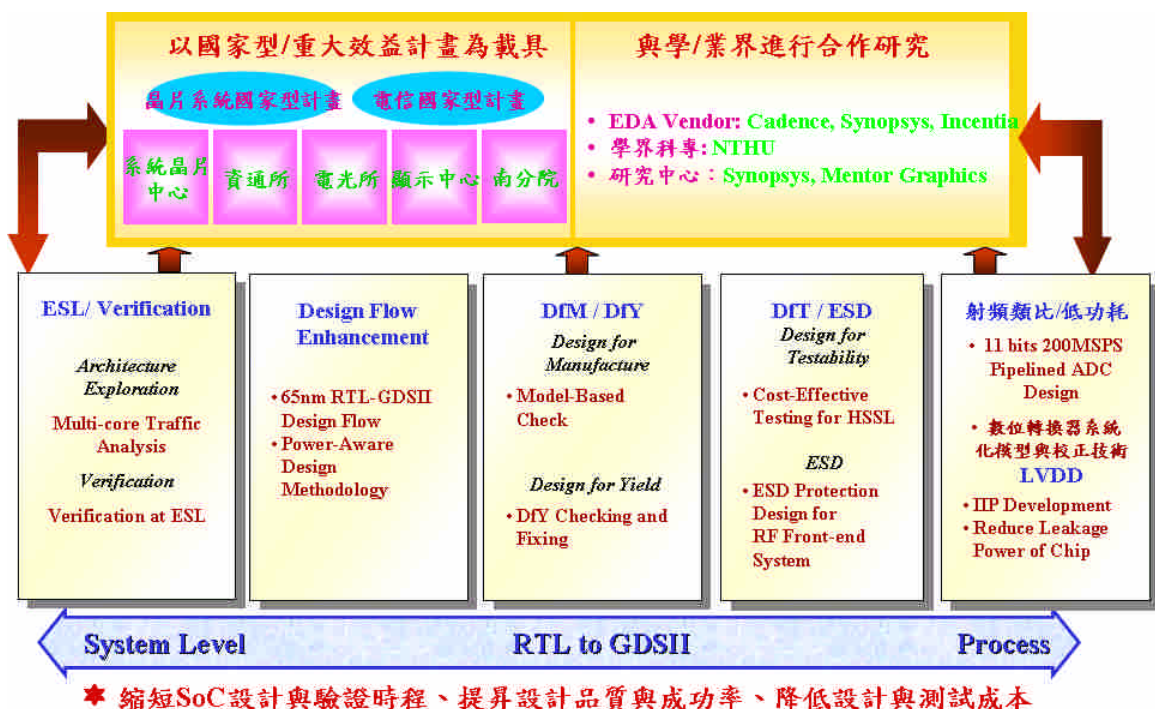 以國家型/重大效益計畫為載具
與學/業界進行合作研究
晶片系統國家型計畫
電信國家型計畫
系統晶片
中心
資通所
電光所
顯示中心
南分院
• EDA Vendor: Cadence, Synopsys, Incentia
• 學界科專: NTHU
• 研究中心：Synopsys, Mentor Graphics
ESL/ Verification
Architecture
Exploration
Multi-core Traffic
Analysis
Verification
Verification at ESL
Design Flow
Enhancement
• 65nm RTL-GDSII
Design Flow
• Power-Aware
Design
Methodology
DfM / DfY
Design for
Manufacture
• Model-Based
Check
Design for Yield
• DfY Checking and
Fixing
DfT / ESD
Design for
Testability
• Cost-Effective
Testing for HSSL
ESD
• ESD Protection
Design for
RF Front-end
System
射頻類比/低功耗
• 11 bits 200MSPS
Pipelined ADC
Design
• 數位轉換器系統
化模型與校正技術
LVDD
• IIP Development
• Reduce Leakage
Power of Chip
System Level
RTL to GDSII
Process
縮短SoC設計與驗證時程、提昇設計品質與成功率、降低設計與測試成本